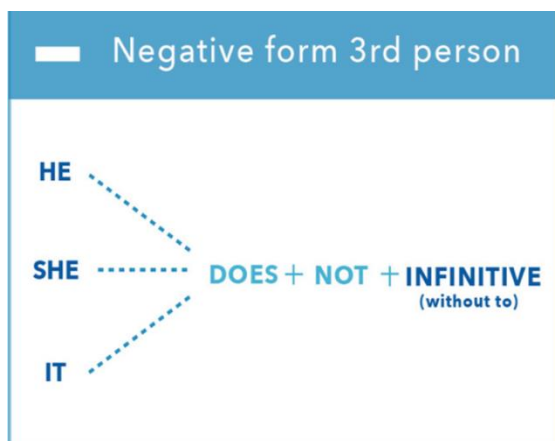 Negative form 3rd person
HE
SHE
DOES + NOT + INFINITIVE
(without to)
IT